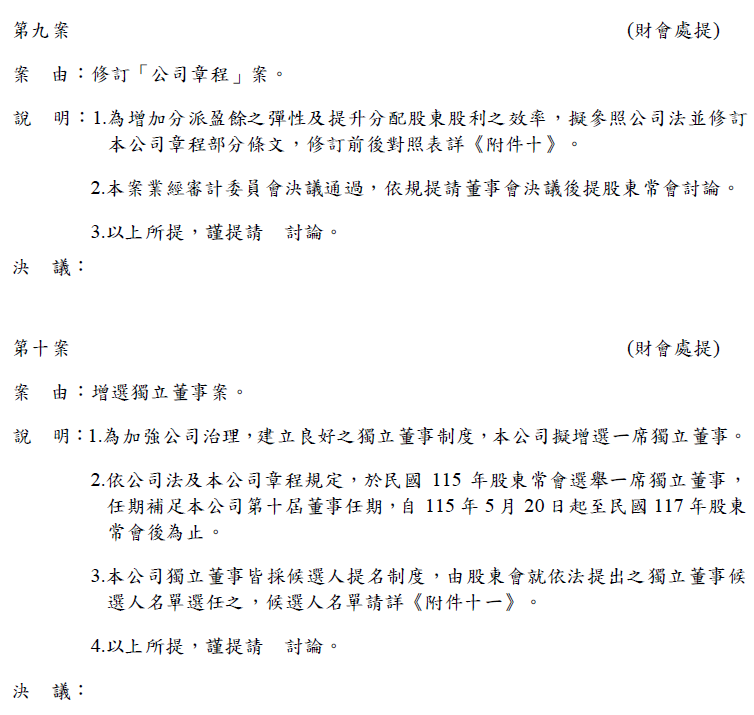 第九案 (財會處提)
案　由：修訂「公司章程」案。
說　明：1.為增加分派盈餘之彈性及提升分配股東股利之效率，擬參照公司法並修訂
本公司章程部分條文，修訂前後對照表詳《附件十》。
2.本案業經審計委員會決議通過，依規提請董事會決議後提股東常會討論。
3.以上所提，謹提請　討論。
決　議：
第十案 (財會處提)
案　由：增選獨立董事案。
說　明：1.為加強公司治理，建立良好之獨立董事制度，本公司擬增選一席獨立董事。
2.依公司法及本公司章程規定，於民國 115 年股東常會選舉一席獨立董事，
任期補足本公司第十屆董事任期，自 115 年 5 月 20 日起至民國 117 年股東
常會後為止。
3.本公司獨立董事皆採候選人提名制度，由股東會就依法提出之獨立董事候
選人名單選任之，候選人名單請詳《附件十一》。
4.以上所提，謹提請　討論。
決　議：